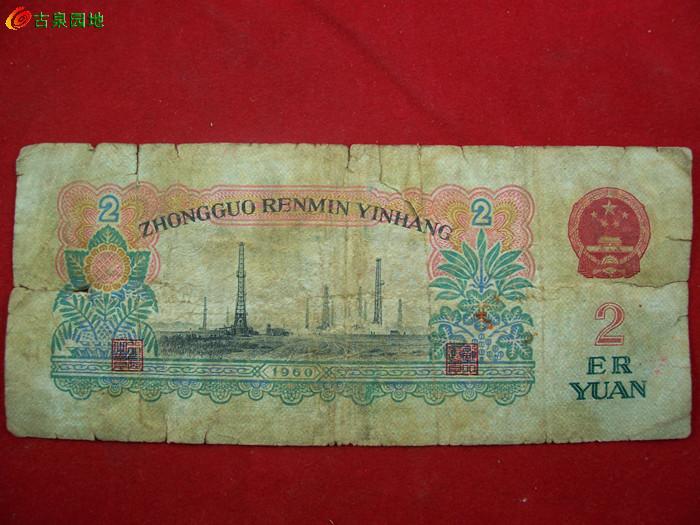 古泉园地
2
2
ZHONGGUO RENMIN YINHANG
2
ER
YUAN
1960